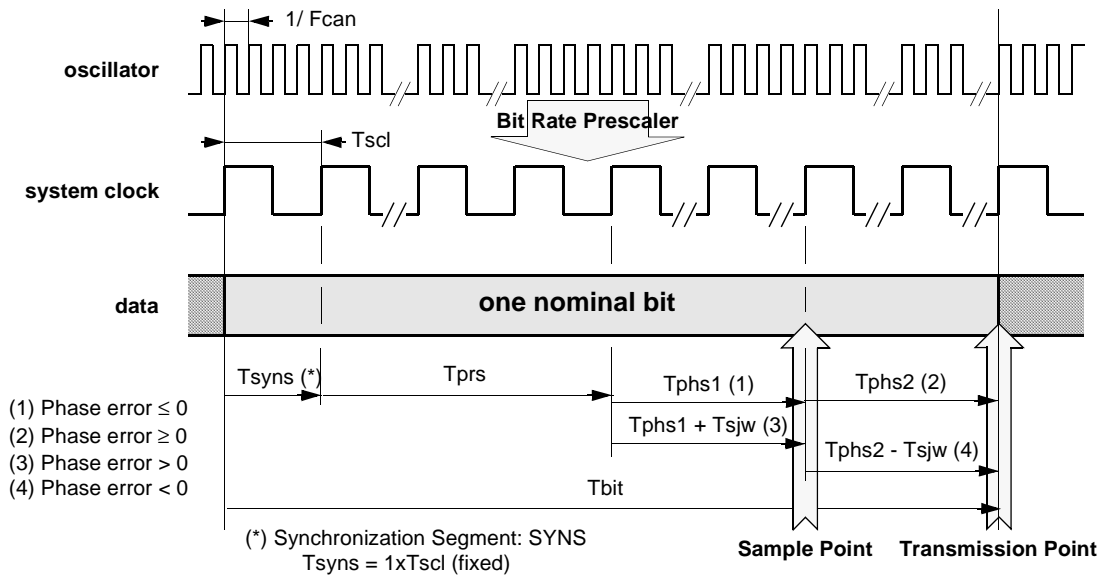 1/ Fcan
oscillator
Bit Rate Prescaler
Tscl
system clock
one nominal bit
data
Tsyns (*)
Tprs
Tphs1 (1)
Tphs2 (2)
(1) Phase error ≤ 0
(2) Phase error ≥ 0
(3) Phase error > 0
(4) Phase error < 0
Tphs1 + Tsjw (3)
Tphs2 - Tsjw (4)
Tbit
(*) Synchronization Segment: SYNS
Tsyns = 1xTscl (fixed)
Sample Point
Transmission Point